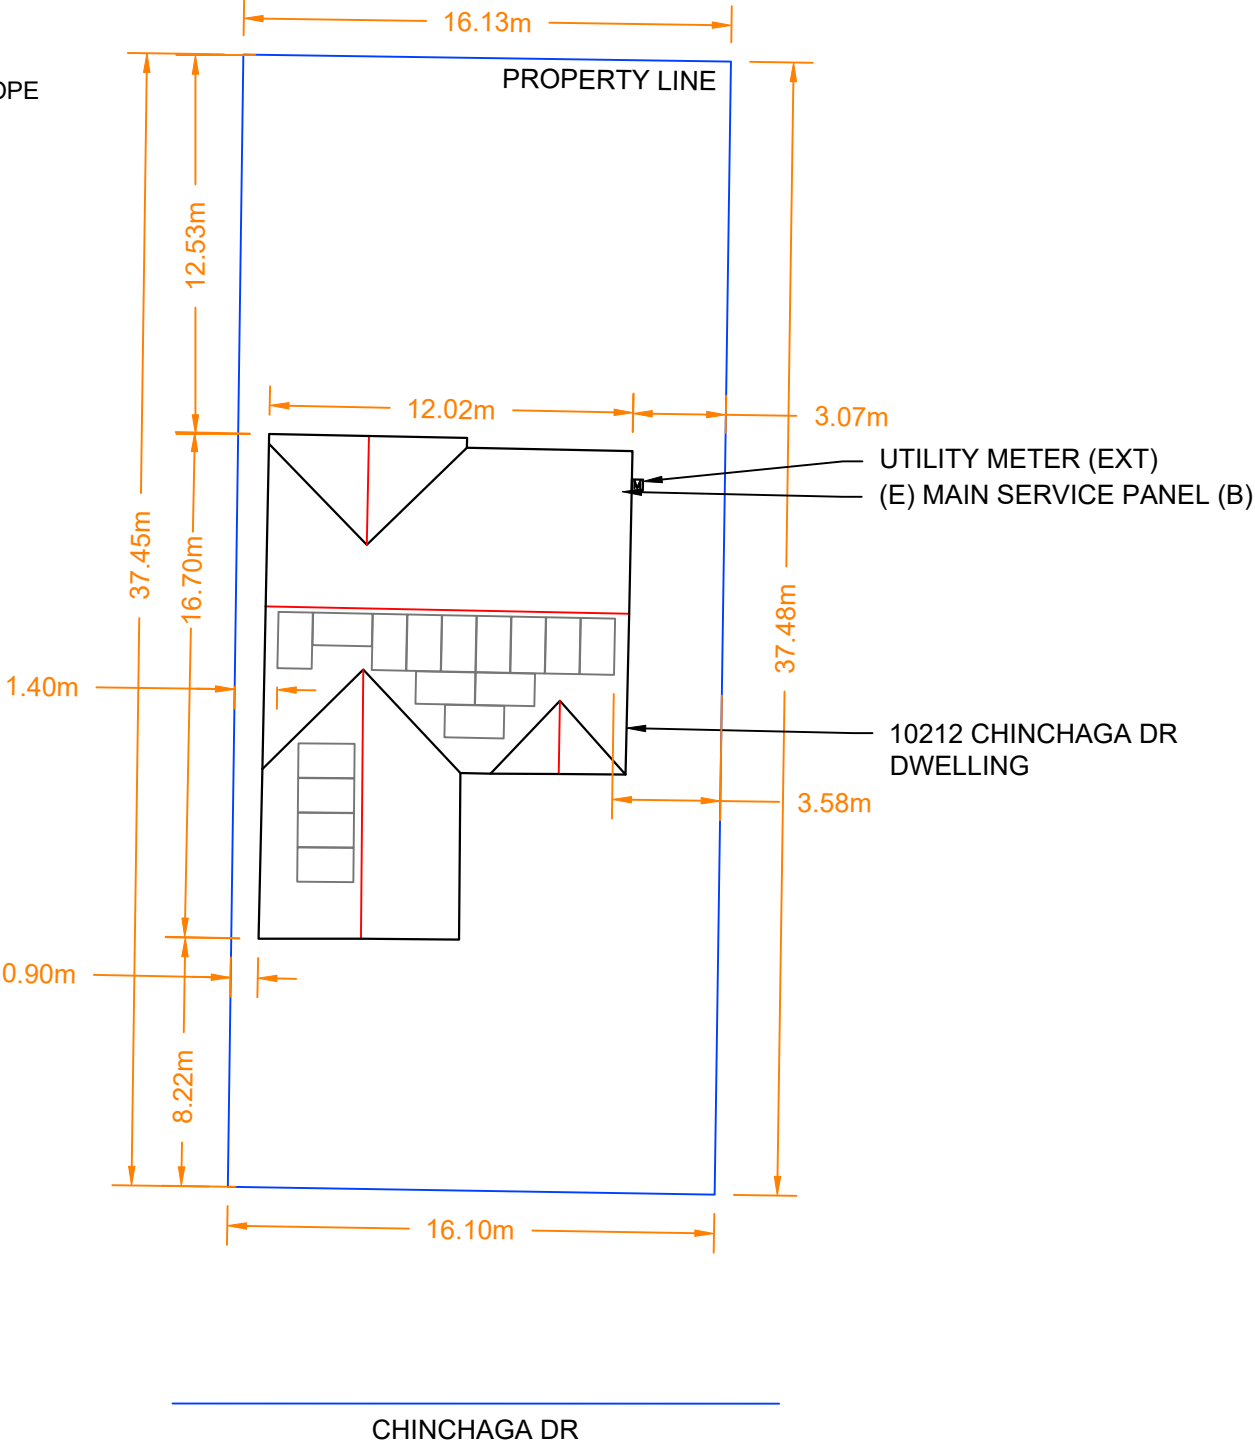 16.13m
PROPERTY LINE
OPE
12.53m
12.02m
3.07m
UTILITY METER (EXT)
M
(E) MAIN SERVICE PANEL (B)
37.45m
16.70m
37.48m
1.40m
10212 CHINCHAGA DR
DWELLING
3.58m
0.90m
8.22m
16.10m
CHINCHAGA DR